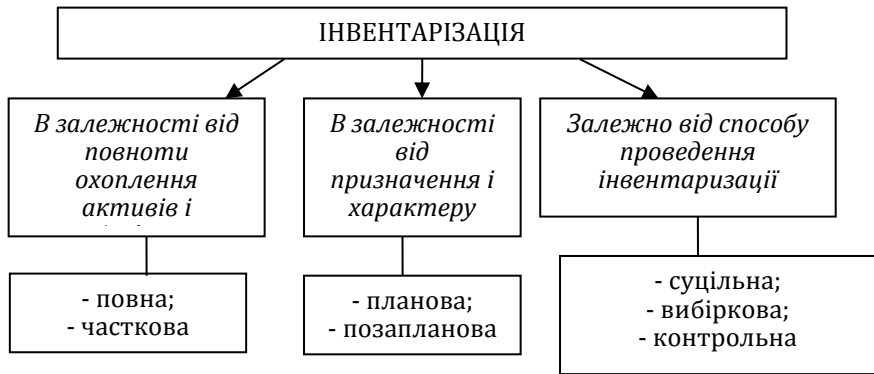 ІНВЕНТАРІЗАЦІЯ
В залежності від
повноти
охоплення
активів і
В залежності
від
призначення і
характеру
Залежно від способу
проведення
інвентаризації
- повна;
- часткова
- планова;
- позапланова
- суцільна;
- вибіркова;
- контрольна